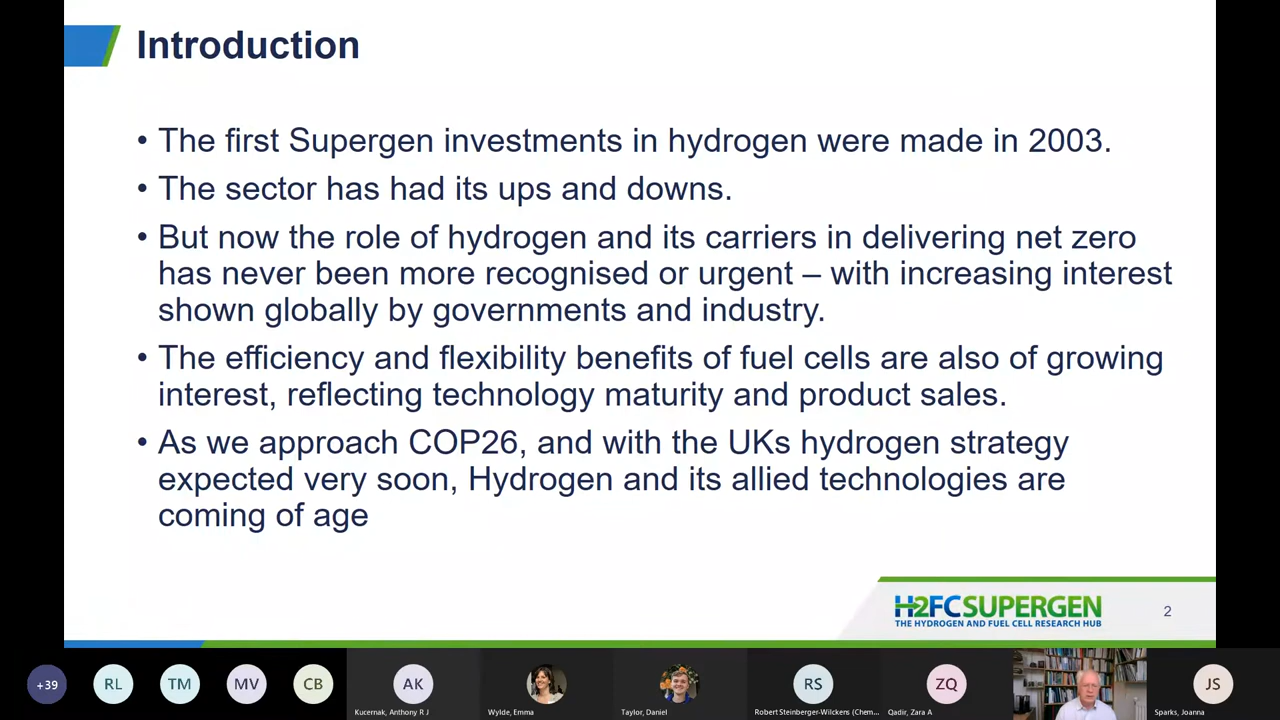 Introduction
• The first Supergen investments in hydrogen were made in 2003.
• The sector has had its ups and downs.
• But now the role of hydrogen and its carriers in delivering net zero
has never been more recognised or urgent – with increasing interest
shown globally by governments and industry.
• The efficiency and flexibility benefits of fuel cells are also of growing
interest, reflecting technology maturity and product sales.
• As we approach COP26, and with the UKs hydrogen strategy
expected very soon, Hydrogen and its allied technologies are
coming of age
H2FCSUPERGEN
THE HYDROGEN AND FUEL CELL RESEARCH HUB
2
+39 RL TM MV CB AK RS ZQ JS
Kucernak, Anthony R J Wylde, Emma Taylor, Daniel Robert Steinberger-Wilckens (Chem... Qadir, Zara A Sparks, Joanna